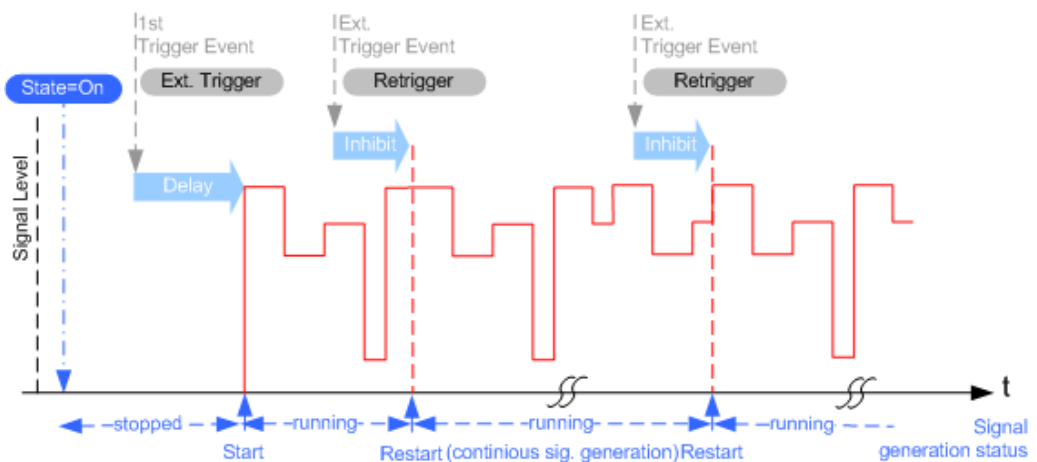 1st
Trigger Event
Ext.
Trigger Event
Ext.
Trigger Event
State=On
Ext. Trigger
Retrigger
Retrigger
Inhibit
Inhibit
Delay
Signal Level
t
stopped
running
running
running
Signal
generation status
Start
Restart (continious sig. generation) Restart